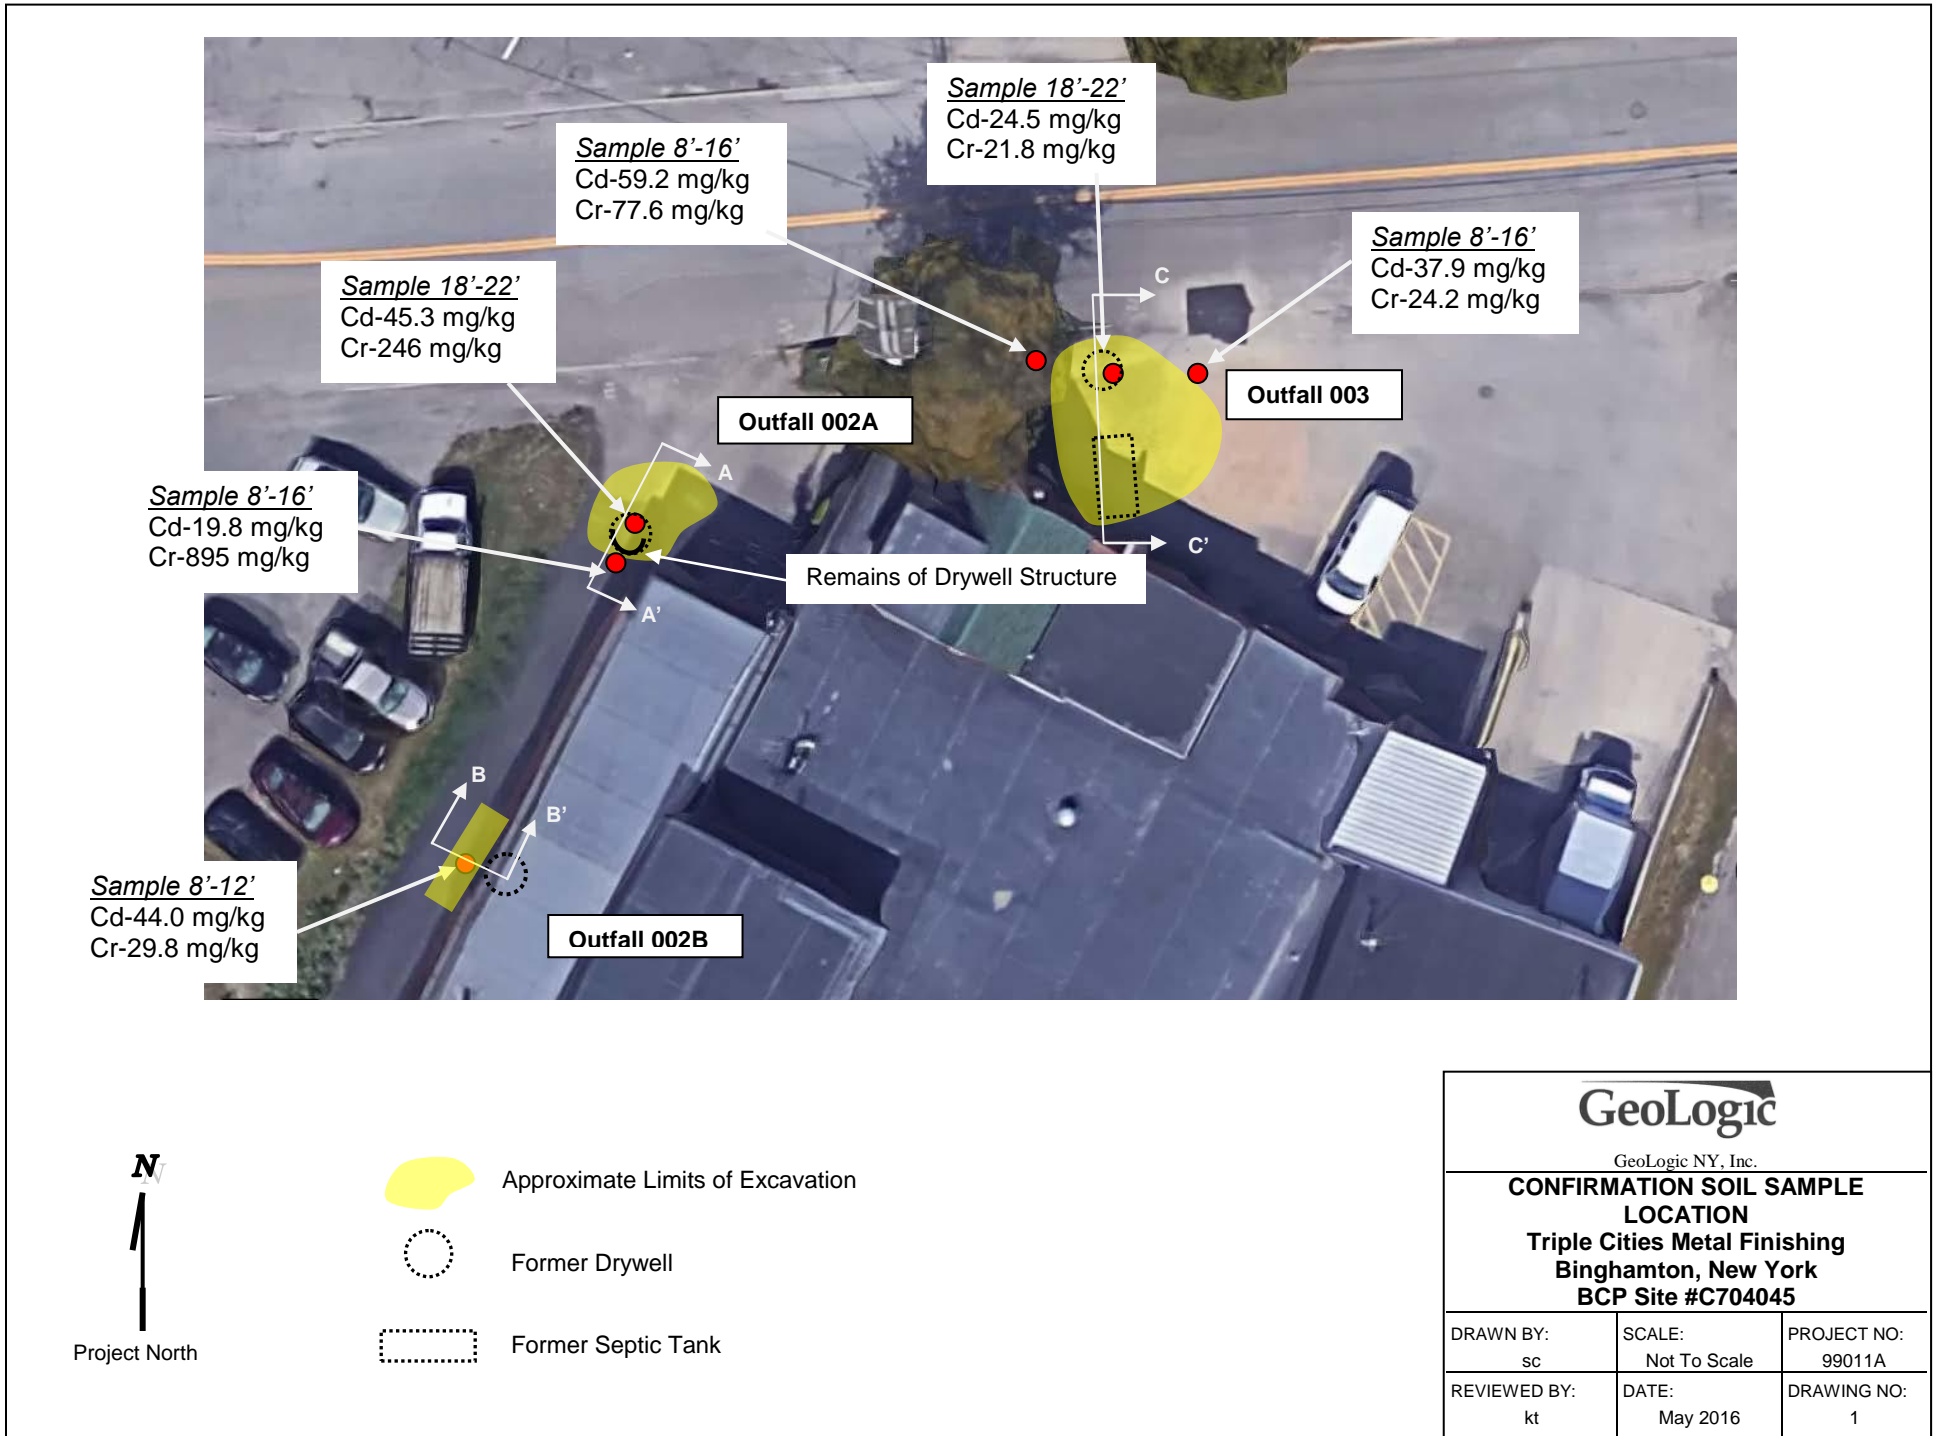 Sample 18’-22’
Cd-24.5 mg/kg
Cr-21.8 mg/kg
Sample 8’-16’
Cd-59.2 mg/kg
Cr-77.6 mg/kg
Sample 8’-16’
Cd-37.9 mg/kg
Cr-24.2 mg/kg
Sample 18’-22’
Cd-45.3 mg/kg
Cr-246 mg/kg
C
Outfall 003
Outfall 002A
A
Sample 8’-16’
Cd-19.8 mg/kg
Cr-895 mg/kg
C’
Remains of Drywell Structure
A’
B
B’
Sample 8’-12’
Cd-44.0 mg/kg
Cr-29.8 mg/kg
Outfall 002B
N
Project North
Approximate Limits of Excavation
Former Drywell
Former Septic Tank
GeoLogic
GeoLogic NY, Inc.
CONFIRMATION SOIL SAMPLE
LOCATION
Triple Cities Metal Finishing
Binghamton, New York
BCP Site #C704045
DRAWN BY:
sc
SCALE:
Not To Scale
PROJECT NO:
99011A
REVIEWED BY:
kt
DATE:
May 2016
DRAWING NO:
1